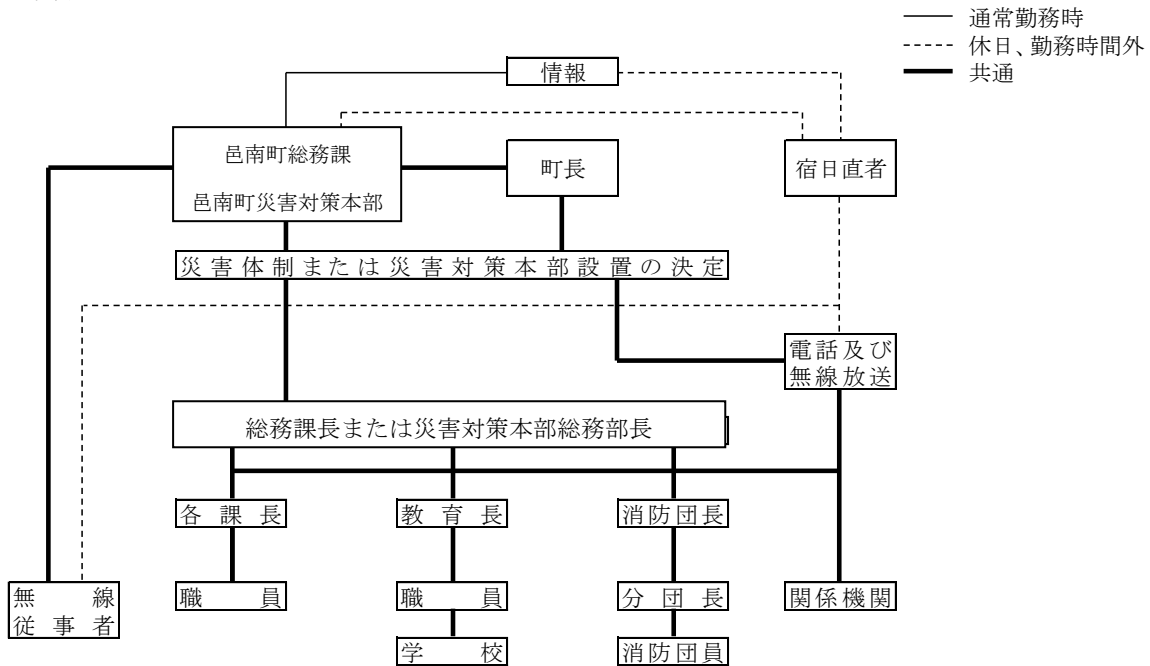 通常勤務時
休日、勤務時間外
共通
情報
邑南町総務課
邑南町災害対策本部
町長
宿日直者
災害体制または災害対策本部設置の決定
電話及び
無線放送
総務課長または災害対策本部総務部長
各課長
教育長
消防団長
無線
従事者
職員
職員
分団長
関係機関
学校
消防団員